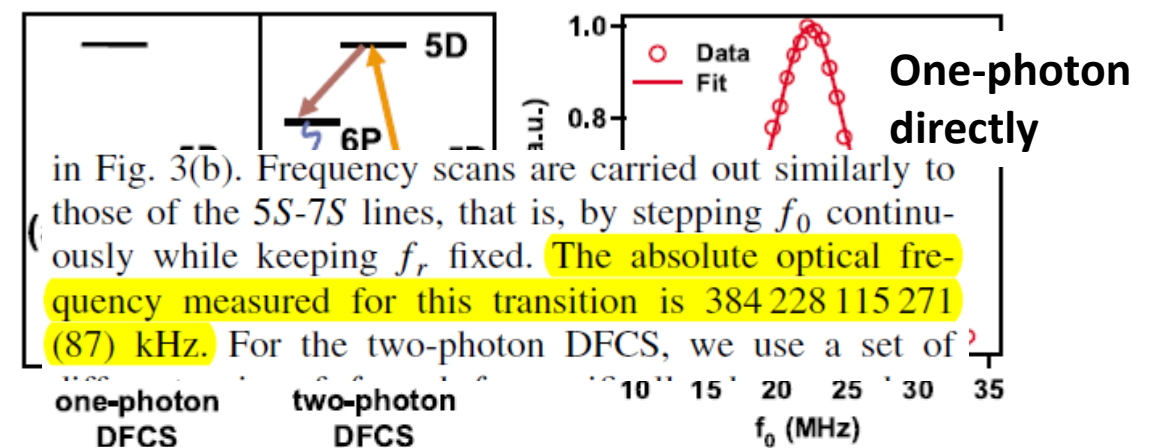 5D
6P
1.0
0.8
Data
Fit
One-photon
directly
in Fig. 3(b). Frequency scans are carried out similarly to
those of the 5S-7S lines, that is, by stepping f₀ continu-
ously while keeping fᵣ fixed. The absolute optical fre-
quency measured for this transition is 384 228 115 271
(87) kHz. For the two-photon DFCS, we use a set of
10 15 20 25 30 35
f₀ (MHz)
one-photon
DFCS
two-photon
DFCS